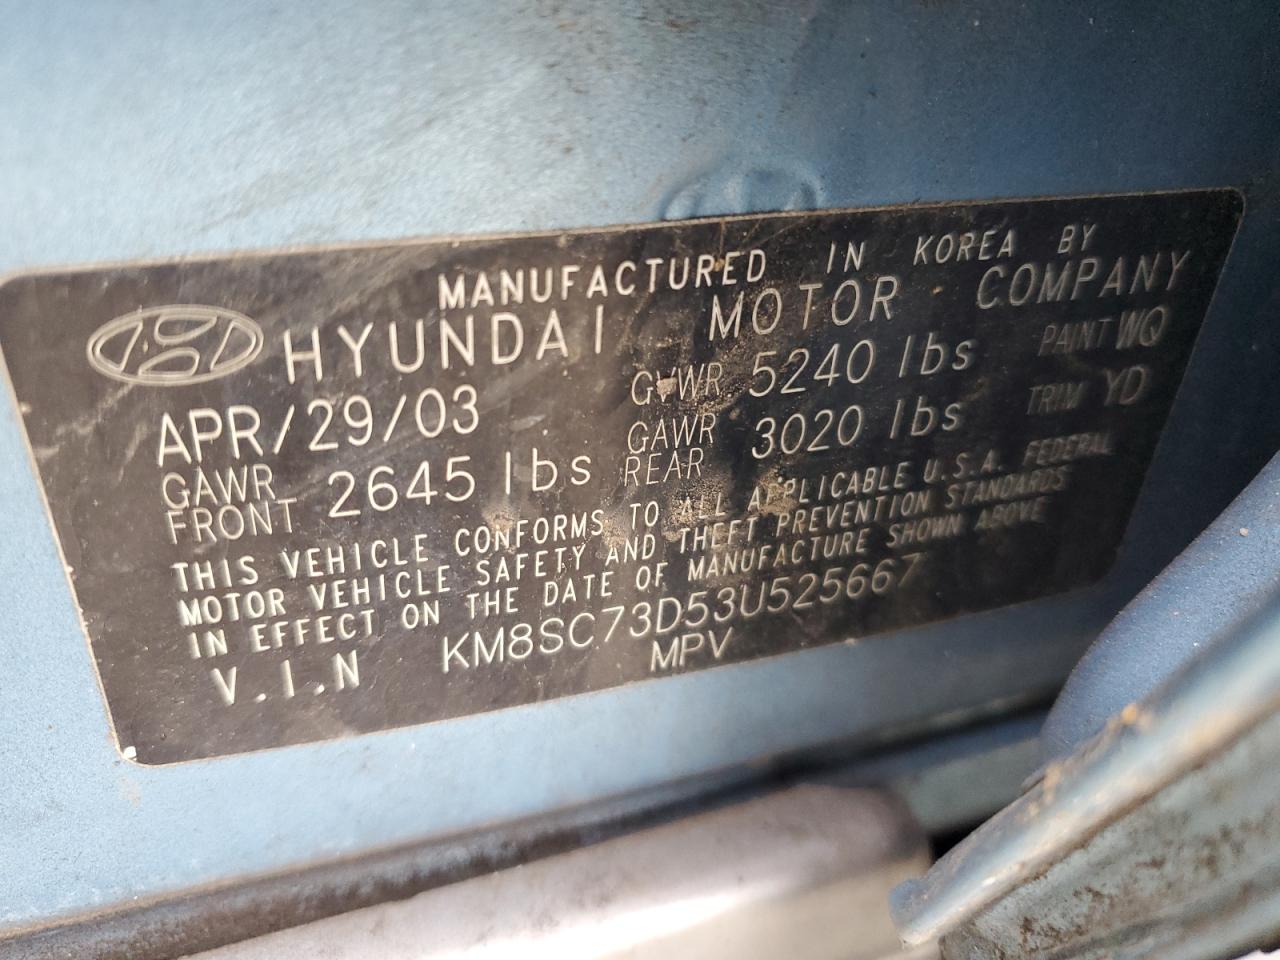 MANUFACTURED IN KOREA BY
HYUNDAI MOTOR COMPANY
APR/29/03 GVWR 5240 lbs PAINT WQ
GAWR FRONT 2645 lbs GAWR REAR 3020 lbs TRIM YD
THIS VEHICLE CONFORMS TO ALL APPLICABLE U.S.A. FEDERAL
MOTOR VEHICLE SAFETY AND THEFT PREVENTION STANDARDS
IN EFFECT ON THE DATE OF MANUFACTURE SHOWN ABOVE
V.I.N KM8SC73D53U525667
MPV